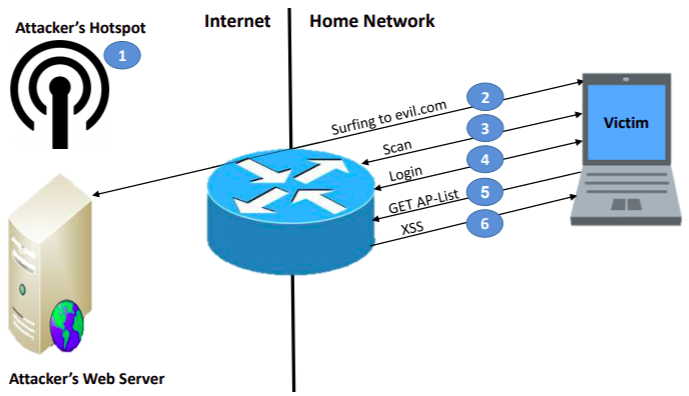 Internet
Home Network
Attacker's Hotspot
1
2
Surfing to evil.com
3
Scan
Victim
4
Login
5
GET AP-List
6
XSS
Attacker's Web Server